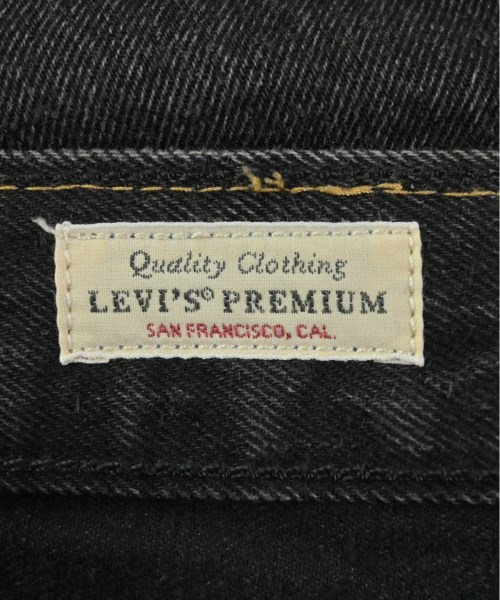 Quality Clothing
LEVI'S® PREMIUM
SAN FRANCISCO, CAL.